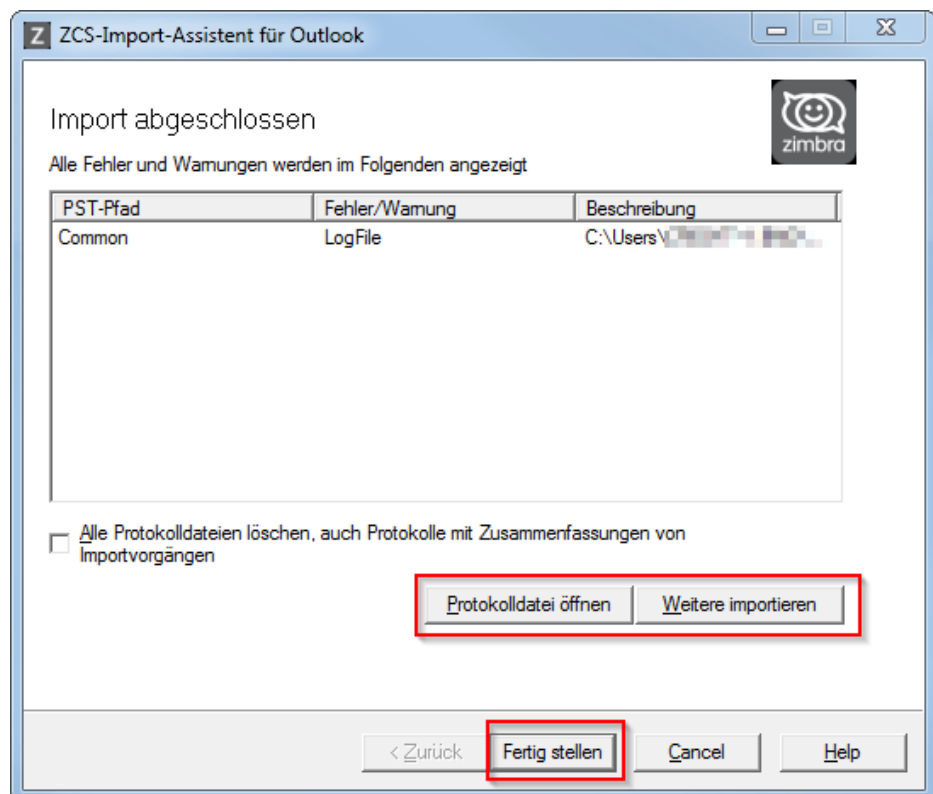 Z ZCS-Import-Assistent für Outlook
Import abgeschlossen
zimbra
Alle Fehler und Warnungen werden im Folgenden angezeigt
PST-Pfad Fehler/Warnung Beschreibung
Common LogFile C:\Users\
Alle Protokolldateien löschen, auch Protokolle mit Zusammenfassungen von
Importvorgängen
Protokolldatei öffnen Weitere importieren
< Zurück Fertig stellen Cancel Help